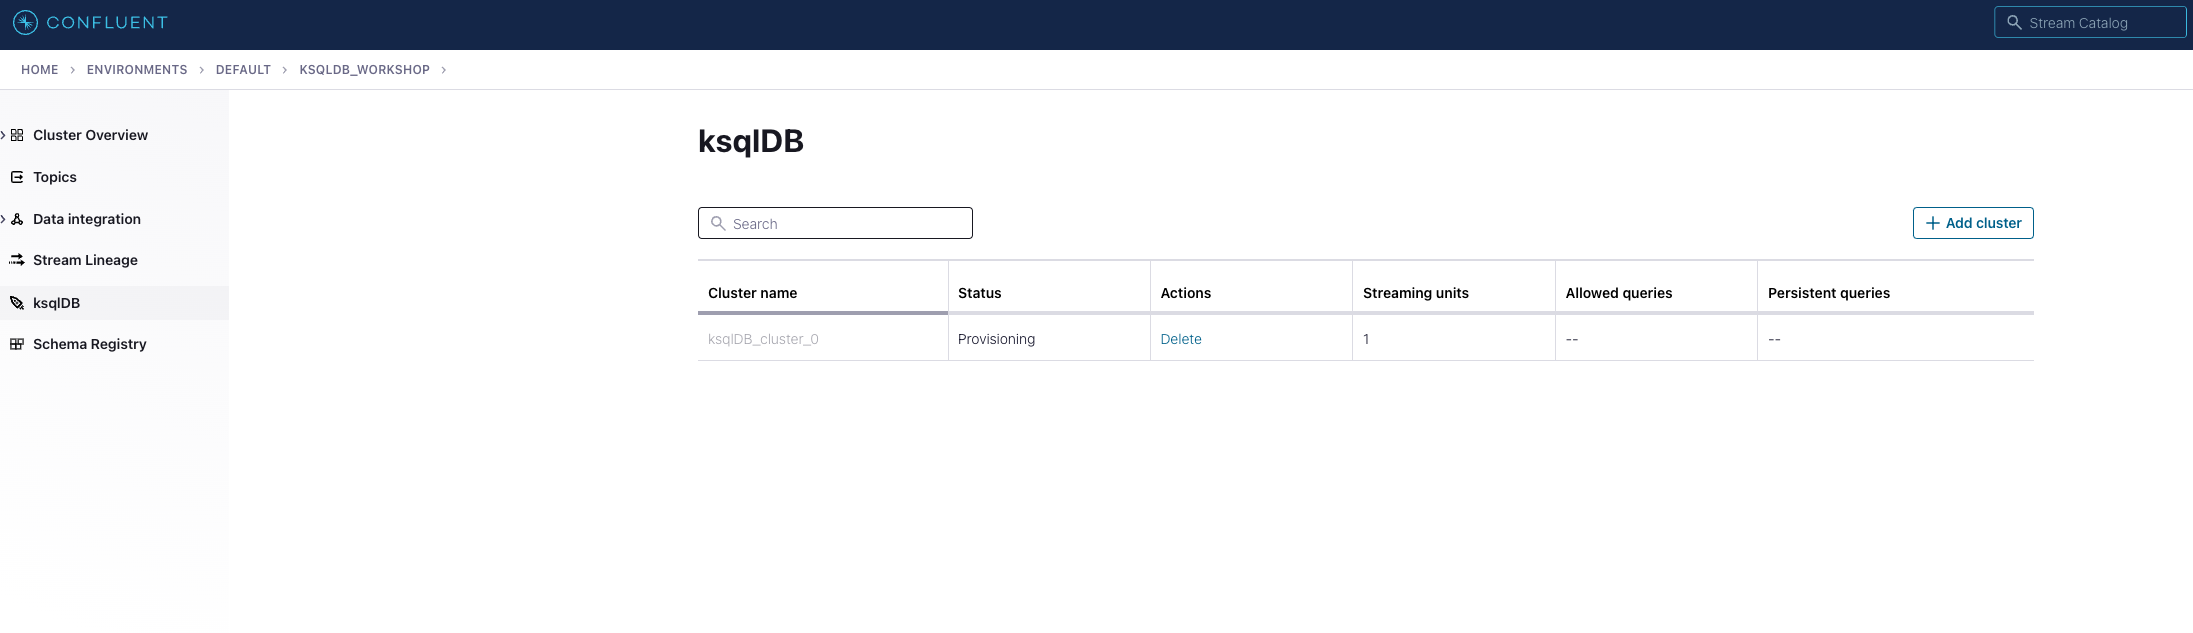 CONFLUENT
Stream Catalog
HOME > ENVIRONMENTS > DEFAULT > KSQLDB_WORKSHOP >
Cluster Overview
Topics
Data integration
Stream Lineage
ksqlDB
Schema Registry
ksqlDB
Search
+ Add cluster
Cluster name Status Actions Streaming units Allowed queries Persistent queries
ksqlDB_cluster_0 Provisioning Delete 1 -- --